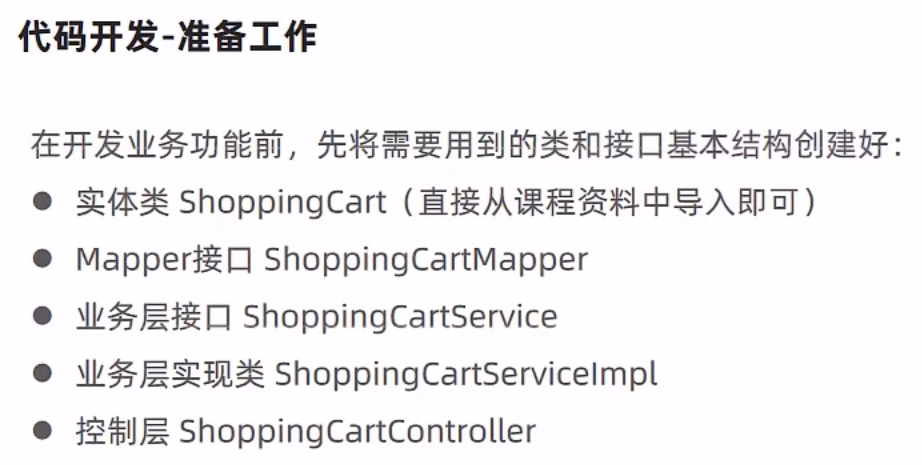 代码开发-准备工作
在开发业务功能前，先将需要用到的类和接口基本结构创建好：
● 实体类 ShoppingCart（直接从课程资料中导入即可）
● Mapper接口 ShoppingCartMapper
● 业务层接口 ShoppingCartService
● 业务层实现类 ShoppingCartServiceImpl
● 控制层 ShoppingCartController